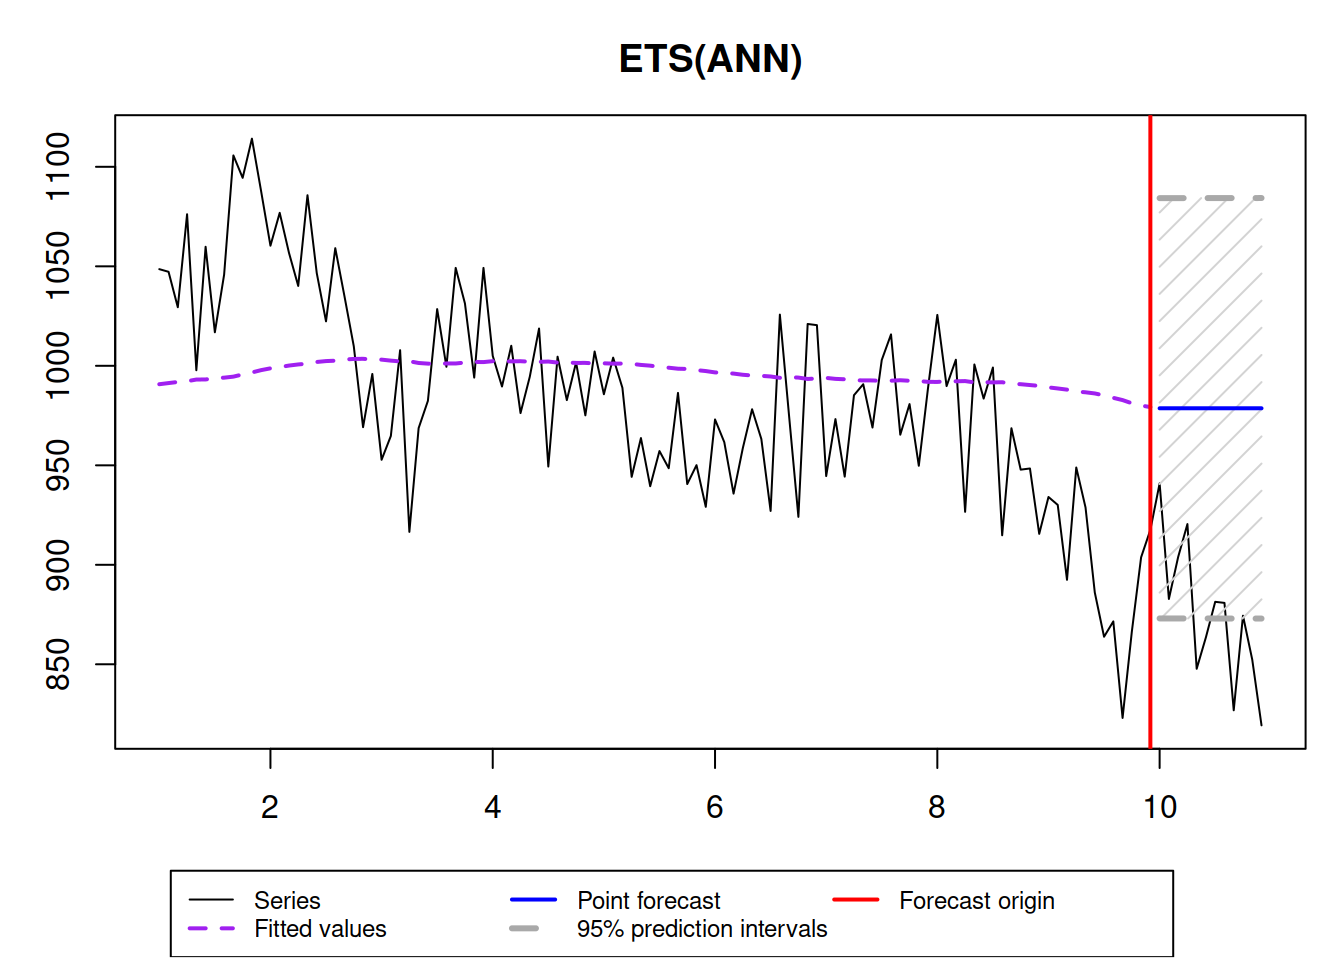 ETS(ANN)
1100
1050
1000
950
900
850
2 4 6 8 10
Series Point forecast Forecast origin
Fitted values 95% prediction intervals